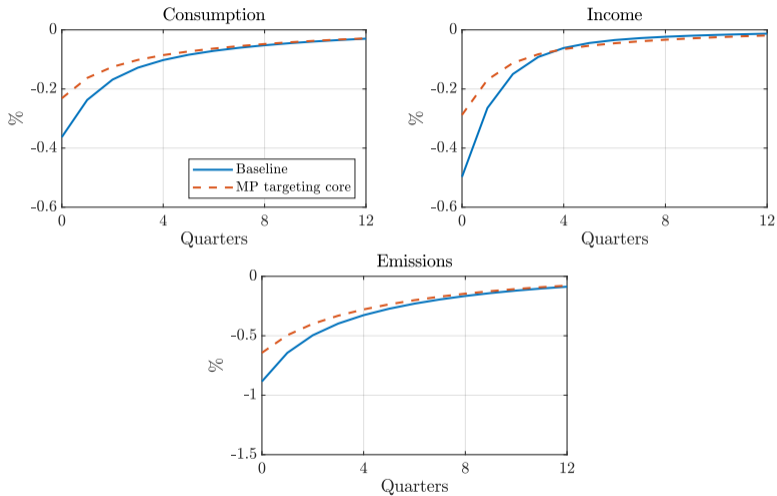 Consumption
0
-0.2
-0.4
-0.6
%
Baseline
MP targeting core
0 4 8 12
Quarters
Income
0
-0.2
-0.4
-0.6
%
0 4 8 12
Quarters
Emissions
0
-0.5
-1
-1.5
%
0 4 8 12
Quarters